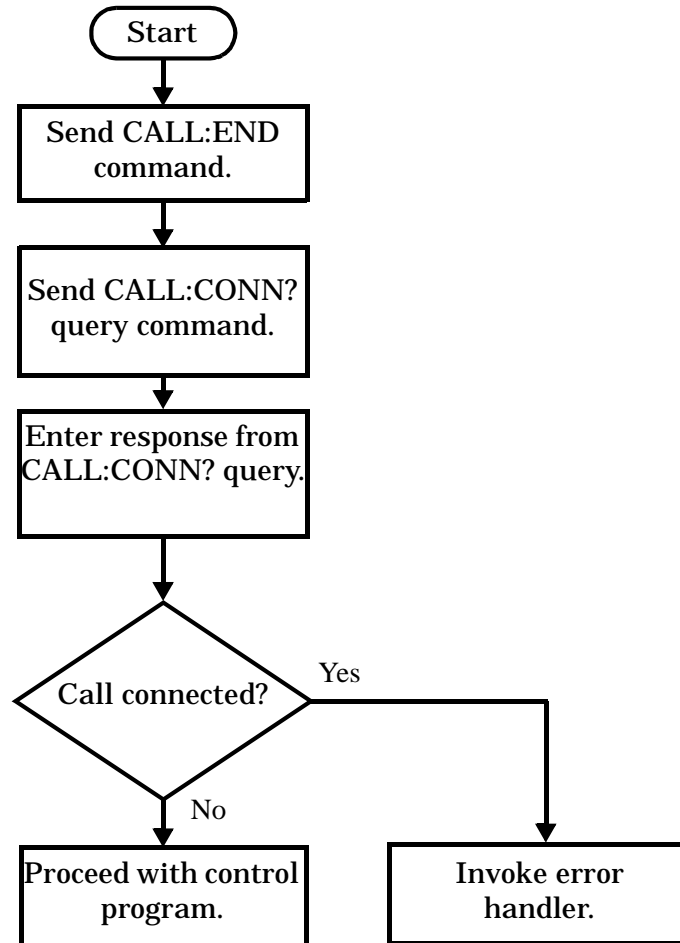 Start
Send CALL:END
command.
Send CALL:CONN?
query command.
Enter response from
CALL:CONN? query.
Call connected?
Yes
No
Proceed with control
program.
Invoke error
handler.